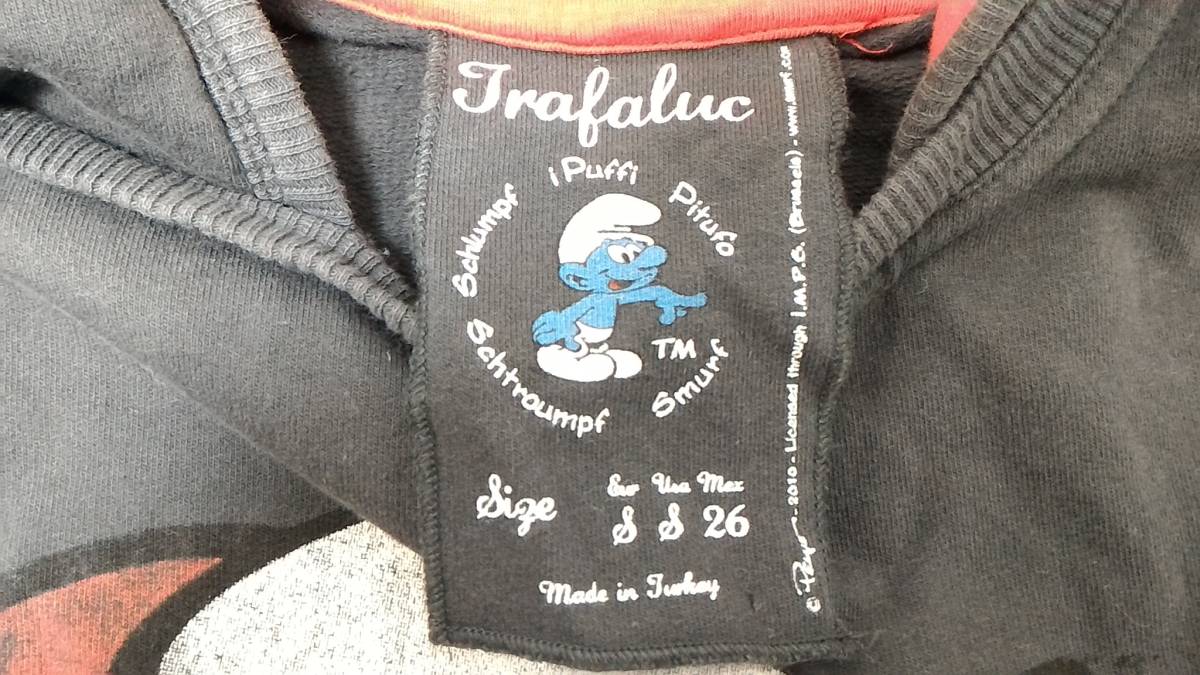 Trafaluc
i Puffi
Pitufo
Smurf
Schtroumpf
Schlumpf
TM
Eur Usa Mex
Size S S 26
Made in Turkey
© Peyo - 2010 - Licensed through I.M.P.S. (Brussels) - www.smurf.com